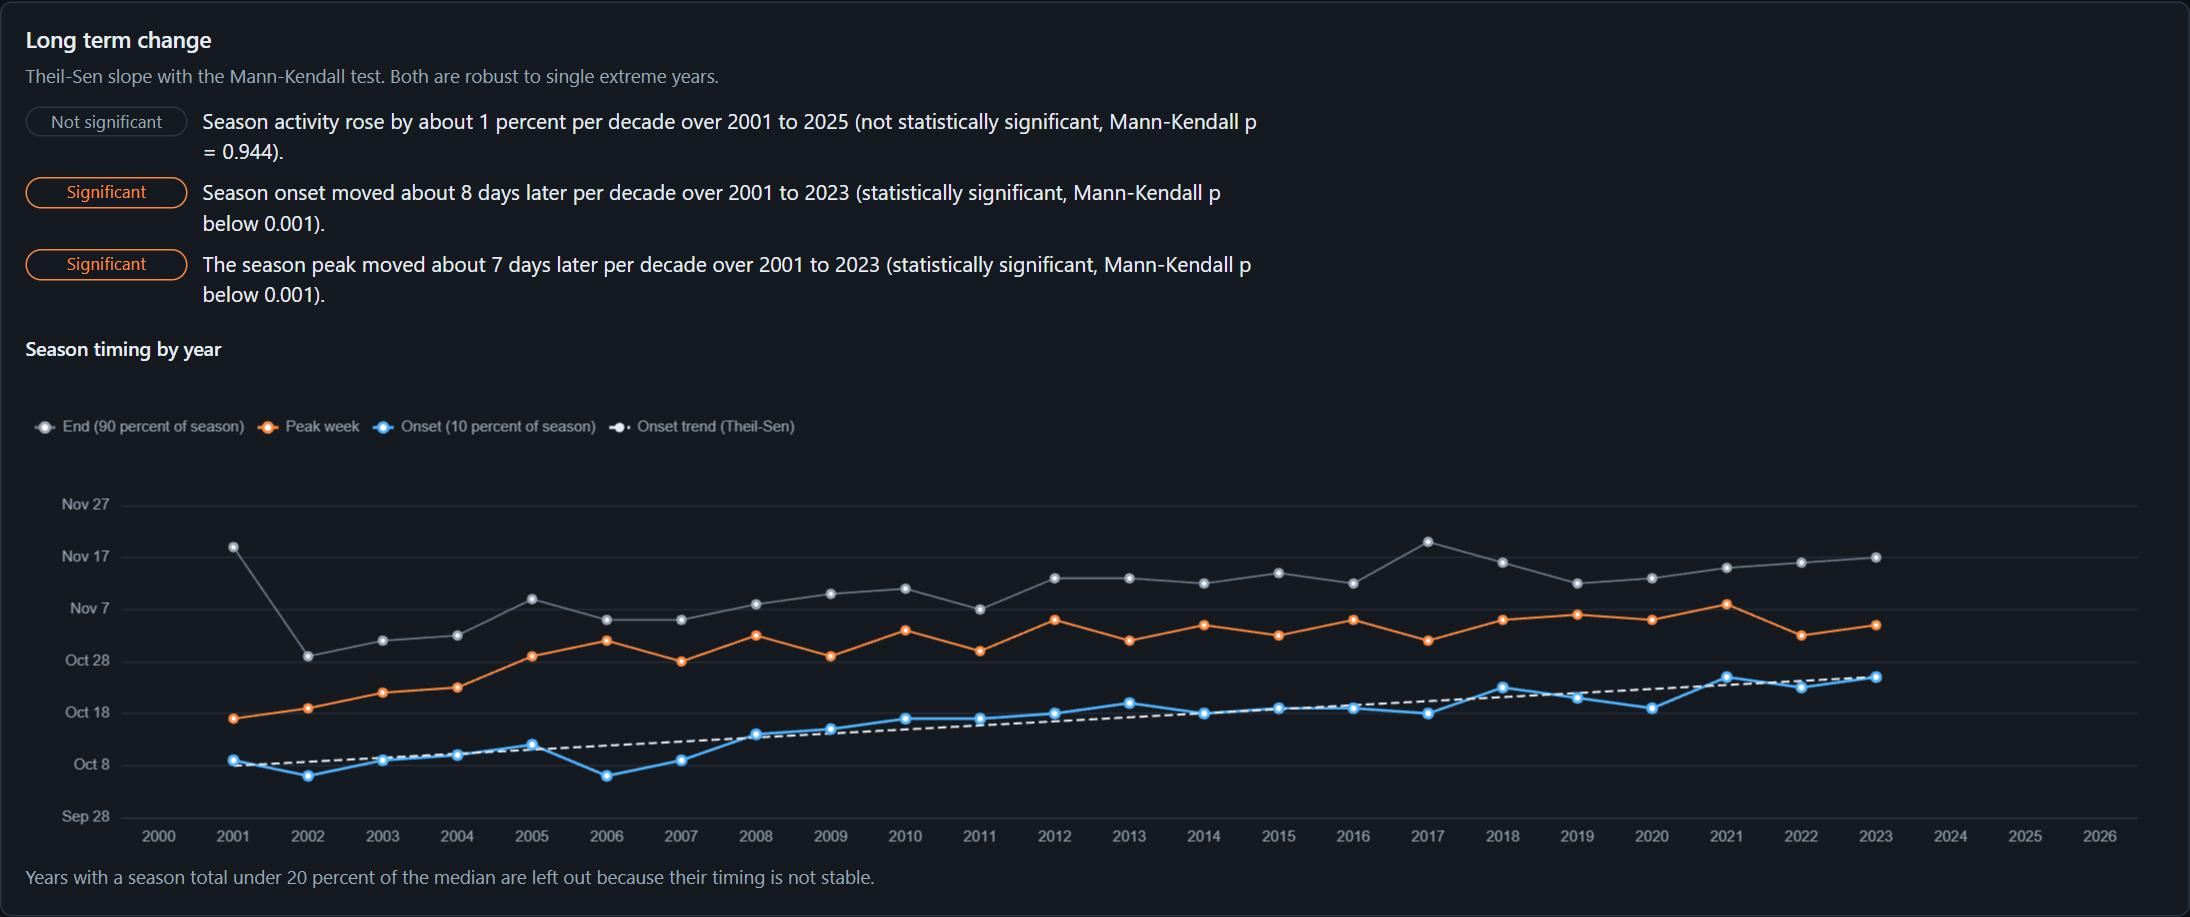 Long term change
Theil-Sen slope with the Mann-Kendall test. Both are robust to single extreme years.
Not significant
Season activity rose by about 1 percent per decade over 2001 to 2025 (not statistically significant, Mann-Kendall p
= 0.944).
Significant
Season onset moved about 8 days later per decade over 2001 to 2023 (statistically significant, Mann-Kendall p
below 0.001).
Significant
The season peak moved about 7 days later per decade over 2001 to 2023 (statistically significant, Mann-Kendall p
below 0.001).
Season timing by year
End (90 percent of season) Peak week Onset (10 percent of season) Onset trend (Theil-Sen)
Nov 27
Nov 17
Nov 7
Oct 28
Oct 18
Oct 8
Sep 28
2000 2001 2002 2003 2004 2005 2006 2007 2008 2009 2010 2011 2012 2013 2014 2015 2016 2017 2018 2019 2020 2021 2022 2023 2024 2025 2026
Years with a season total under 20 percent of the median are left out because their timing is not stable.